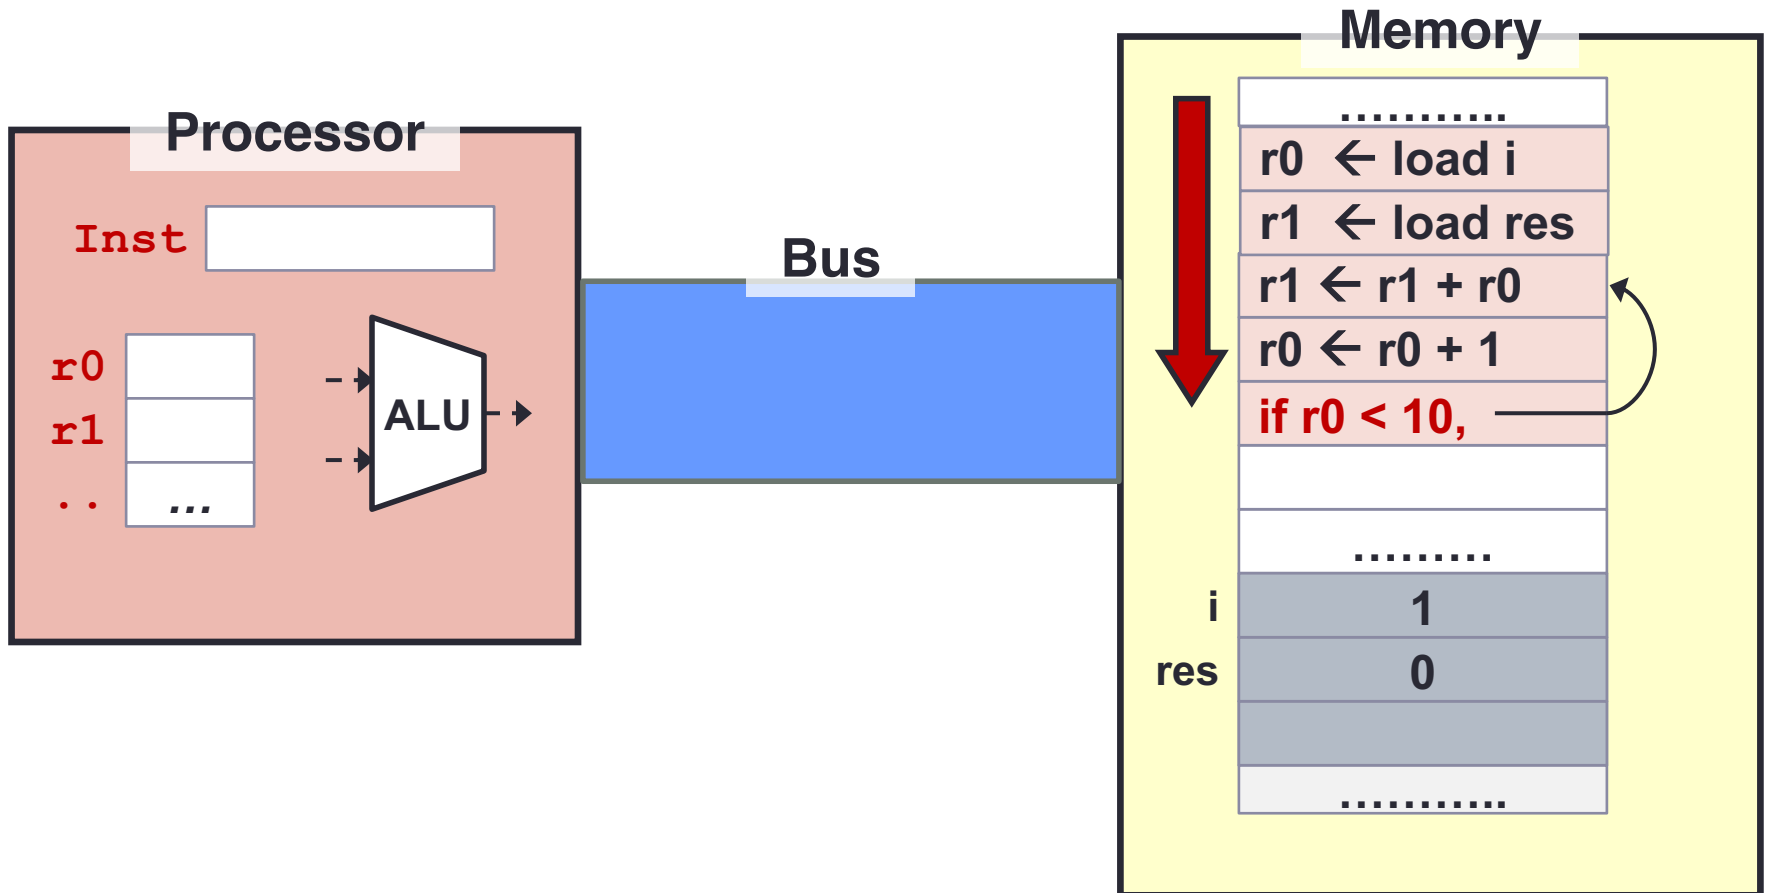 Memory
Processor
...........
r0 ← load i
Inst
r1 ← load res
Bus
r1 ← r1 + r0
r0
r0 ← r0 + 1
ALU
r1
if r0 < 10,
..
...
.........
i
1
res
0
...........